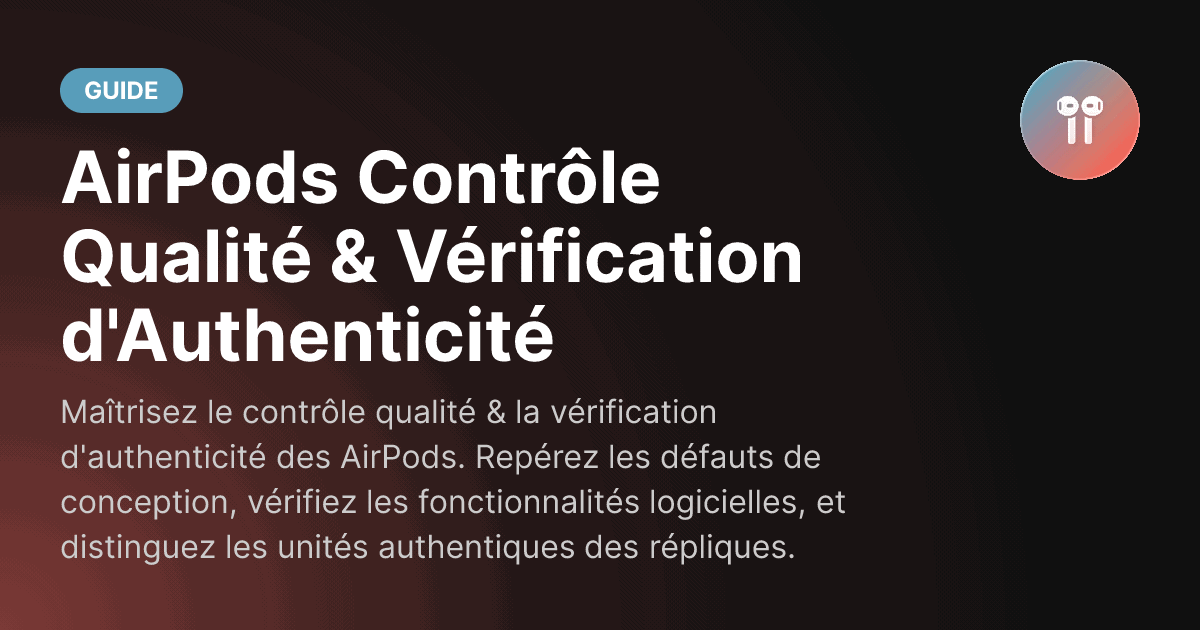 GUIDE
AirPods Contrôle
Qualité & Vérification
d'Authenticité
Maîtrisez le contrôle qualité & la vérification
d'authenticité des AirPods. Repérez les défauts de
conception, vérifiez les fonctionnalités logicielles, et
distinguez les unités authentiques des répliques.